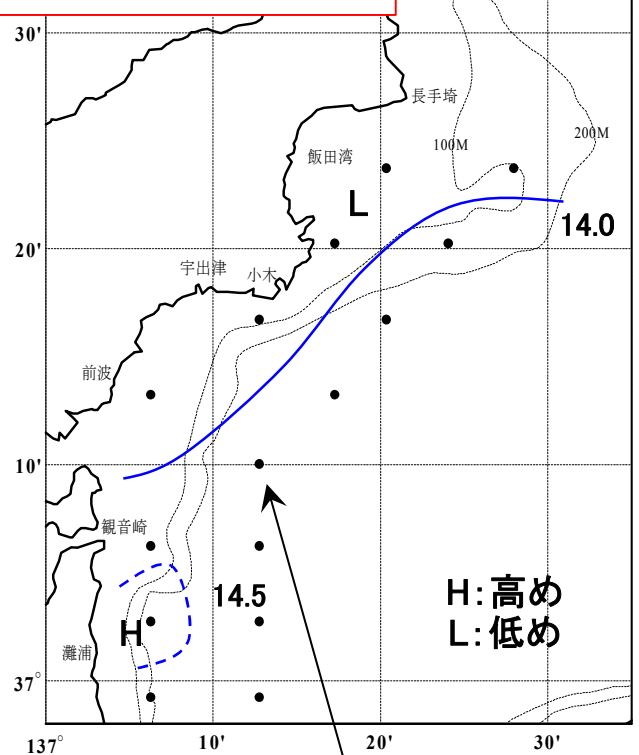 30'
長手埼
200M
100M
飯田湾
L
14.0
20'
宇出津
小木
前波
10'
観音崎
14.5
H:高め
L:低め
H
灘浦
37°
137°
10'
20'
30'